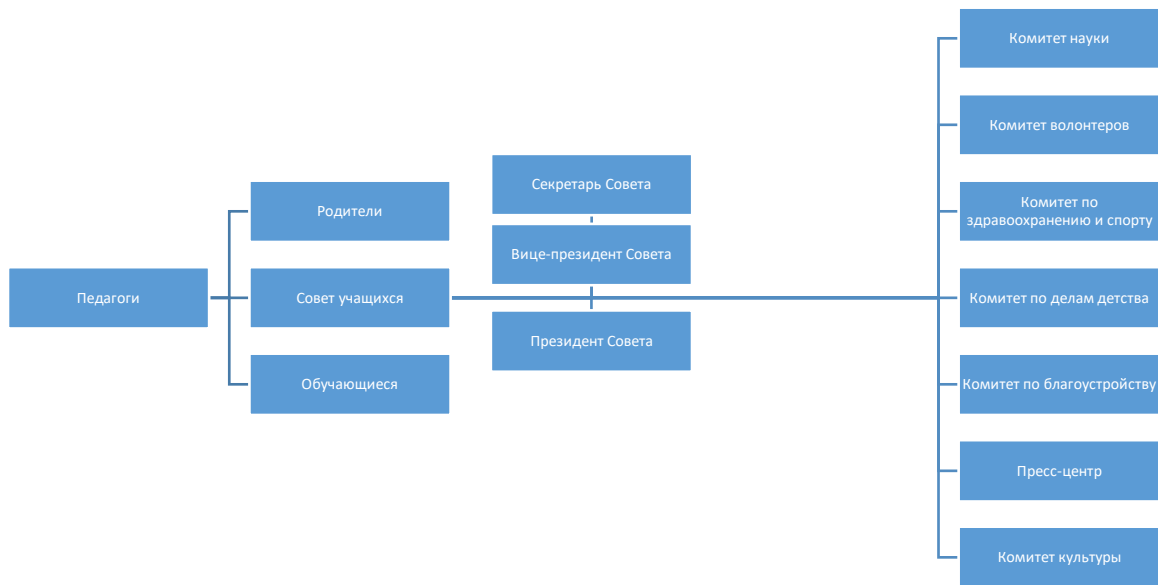 Педагоги
Родители
Совет учащихся
Обучающиеся
Секретарь Совета
Вице-президент Совета
Президент Совета
Комитет науки
Комитет волонтеров
Комитет по
здравоохранению и спорту
Комитет по делам детства
Комитет по благоустройству
Пресс-центр
Комитет культуры